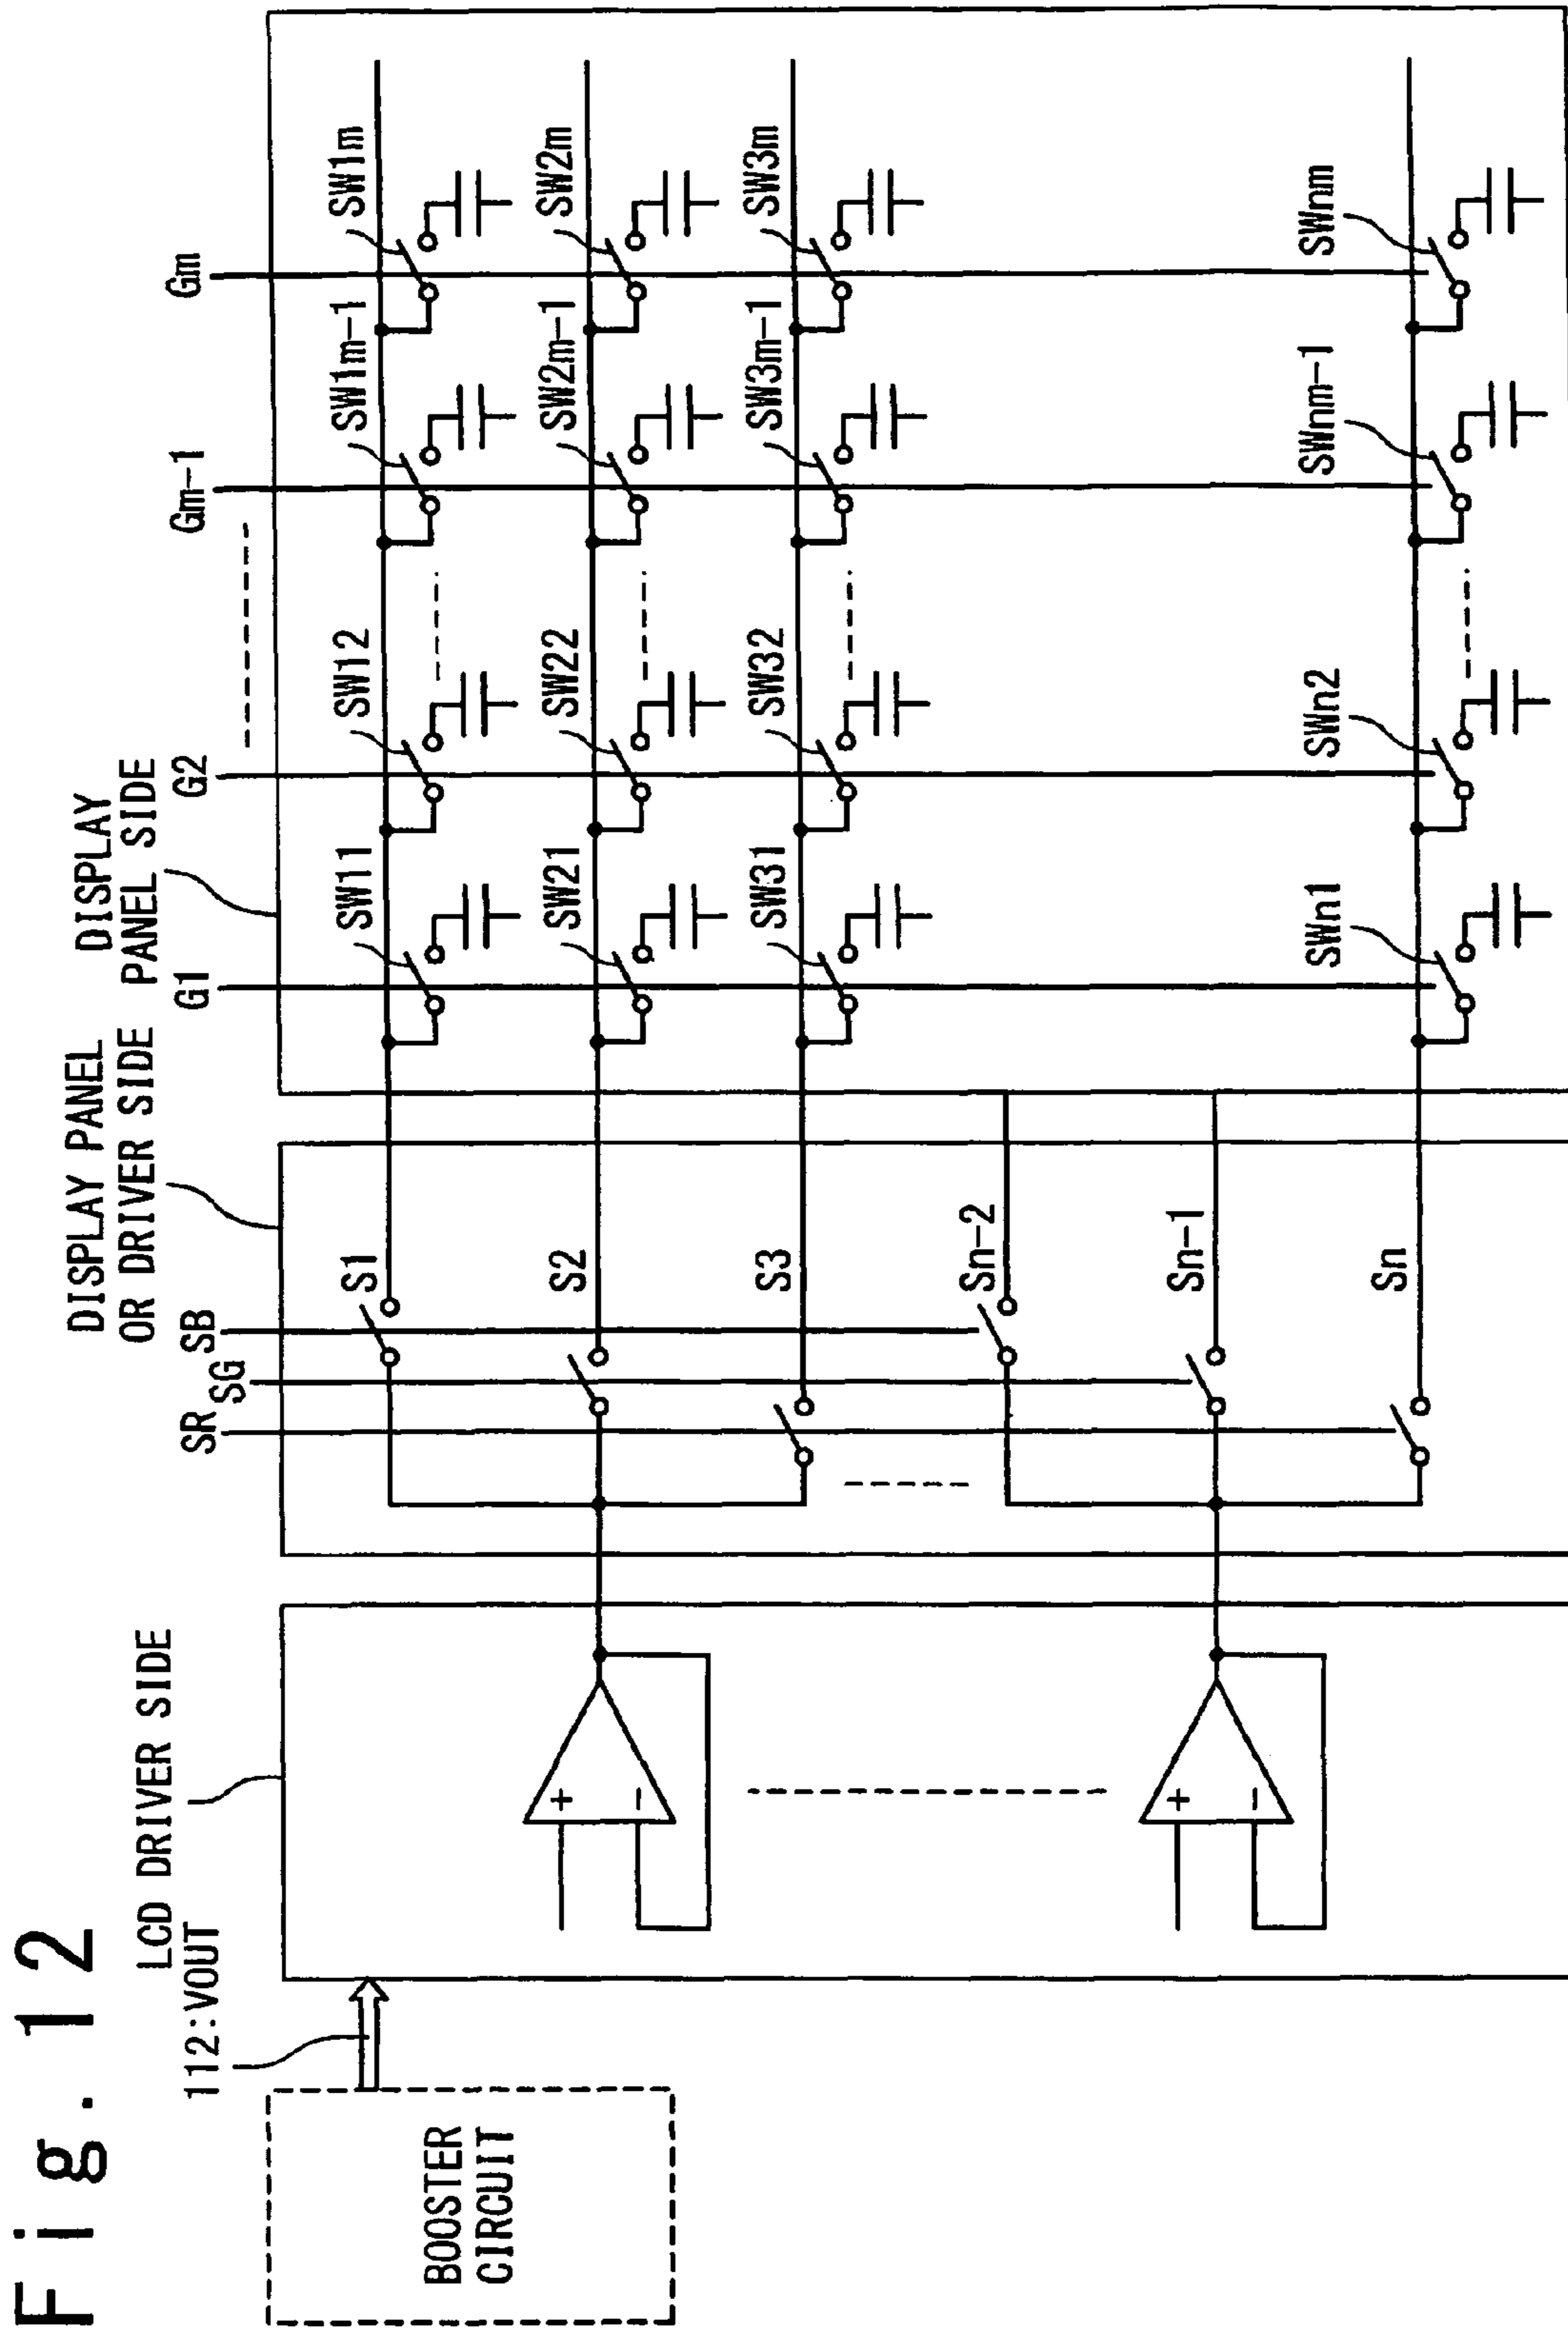 Fig. 12
BOOSTER
CIRCUIT
112:VOUT
LCD DRIVER SIDE
+
−
+
−
DISPLAY PANEL
OR DRIVER SIDE
SR
SG
SB
S1
S2
S3
Sn-2
Sn-1
Sn
DISPLAY
PANEL SIDE
G1
G2
Gm-1
Gm
SW11
SW12
SW1m-1
SW1m
SW21
SW22
SW2m-1
SW2m
SW31
SW32
SW3m-1
SW3m
SWn1
SWn2
SWnm-1
SWnm